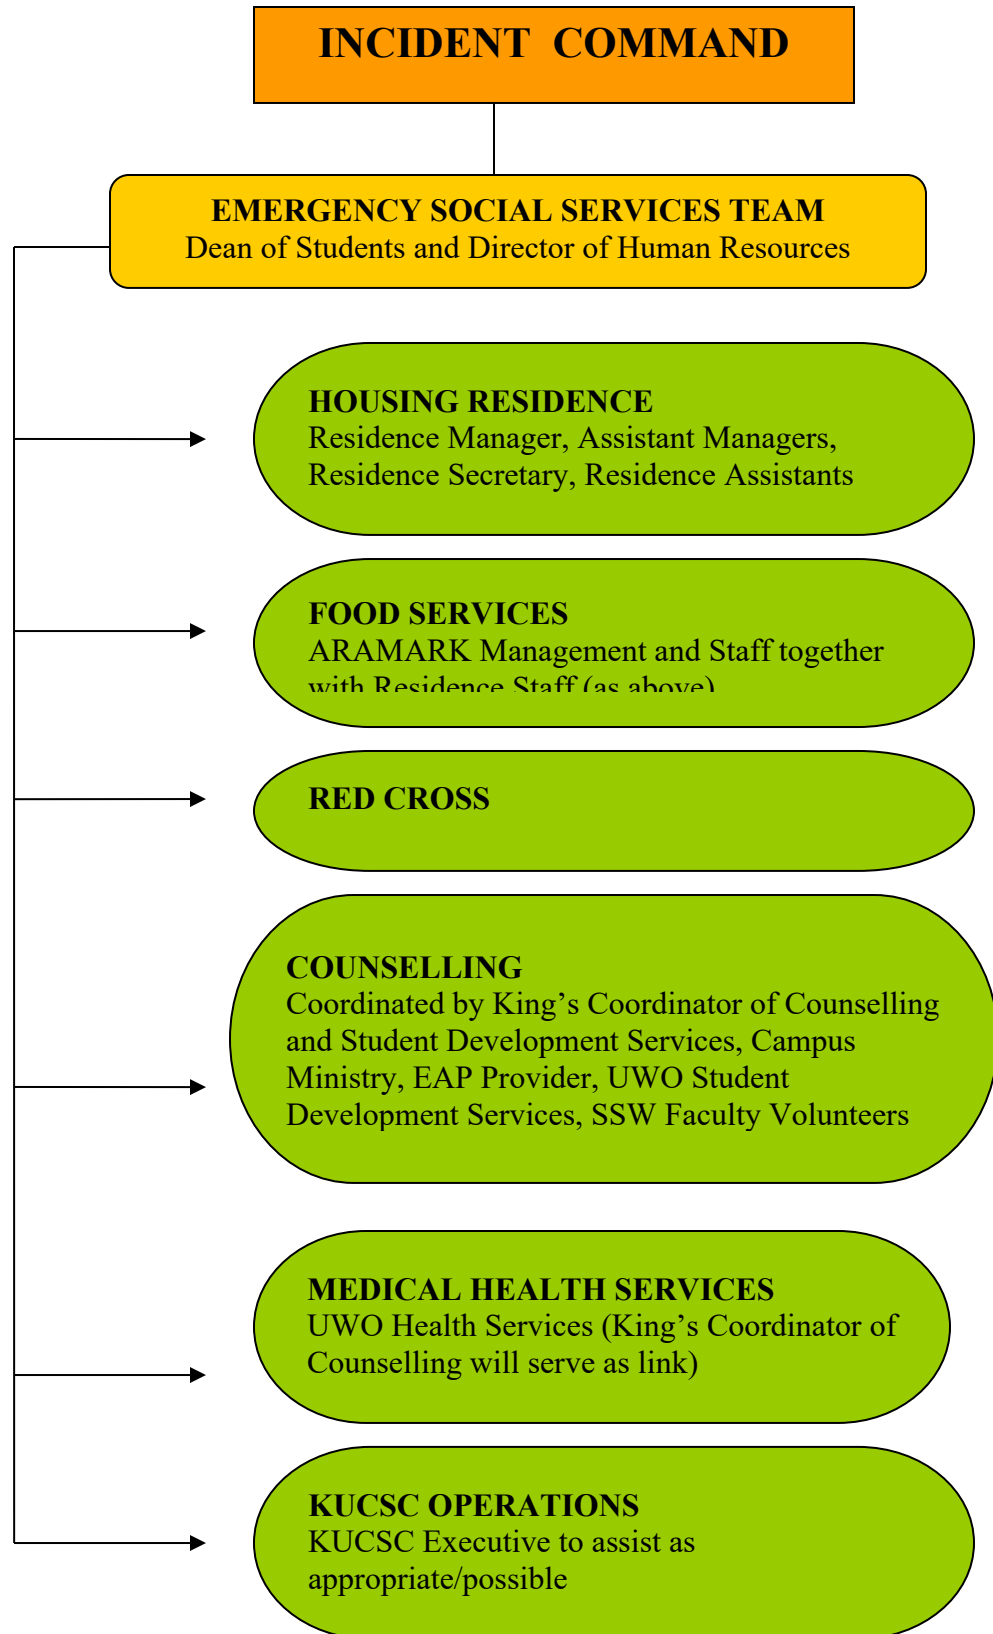 INCIDENT COMMAND
EMERGENCY SOCIAL SERVICES TEAM
Dean of Students and Director of Human Resources
HOUSING RESIDENCE
Residence Manager, Assistant Managers,
Residence Secretary, Residence Assistants
FOOD SERVICES
ARAMARK Management and Staff together
with Residence Staff (as above)
RED CROSS
COUNSELLING
Coordinated by King’s Coordinator of Counselling
and Student Development Services, Campus
Ministry, EAP Provider, UWO Student
Development Services, SSW Faculty Volunteers
MEDICAL HEALTH SERVICES
UWO Health Services (King’s Coordinator of
Counselling will serve as link)
KUCSC OPERATIONS
KUCSC Executive to assist as
appropriate/possible